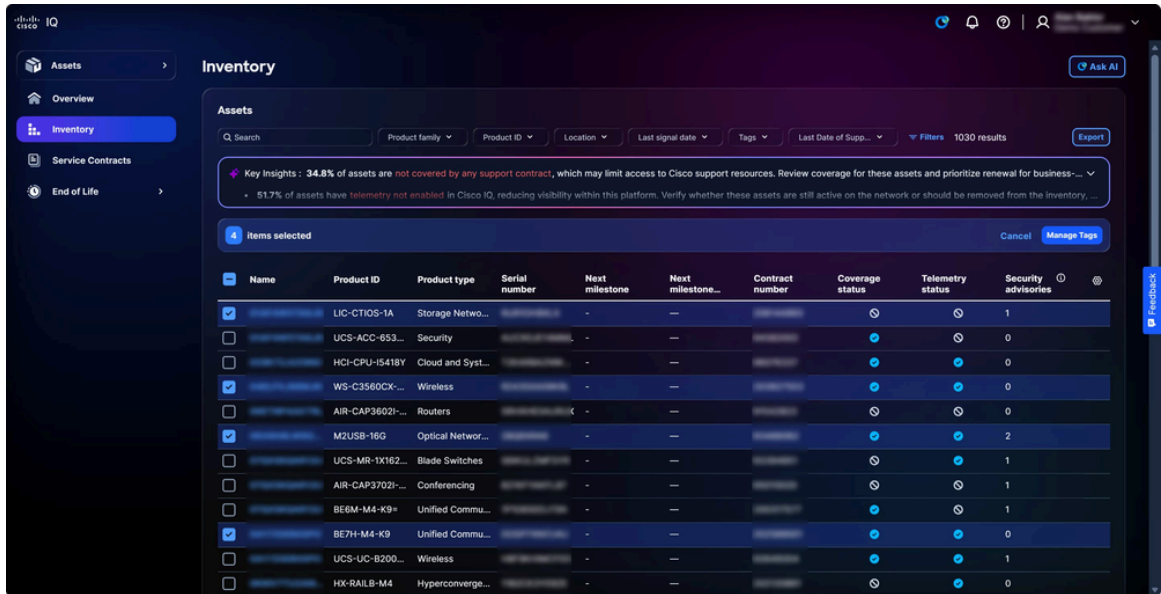 cisco IQ
Assets
Overview
Inventory
Service Contracts
End of Life
Inventory
Ask AI
Assets
Search
Product family
Product ID
Location
Last signal date
Tags
Last Date of Supp...
Filters
1030 results
Export
Key Insights : 34.8% of assets are not covered by any support contract, which may limit access to Cisco support resources. Review coverage for these assets and prioritize renewal for business-...
• 51.7% of assets have telemetry not enabled in Cisco IQ, reducing visibility within this platform. Verify whether these assets are still active on the network or should be removed from the inventory, ...
4 items selected
Cancel
Manage Tags
Name Product ID Product type Serial number Next milestone Next milestone... Contract number Coverage status Telemetry status Security advisories
LIC-CTIOS-1A Storage Netwo... - — 1
UCS-ACC-653... Security - — 0
HCI-CPU-I5418Y Cloud and Syst... - — 0
WS-C3560CX-... Wireless - — 0
AIR-CAP3602I-... Routers - — 0
M2USB-16G Optical Networ... - — 2
UCS-MR-1X162... Blade Switches - — 1
AIR-CAP3702I-... Conferencing - — 1
BE6M-M4-K9= Unified Commu... - — 1
BE7H-M4-K9 Unified Commu... - — 0
UCS-UC-B200... Wireless - — 1
HX-RAILB-M4 Hyperconverge... - — 0
Feedback